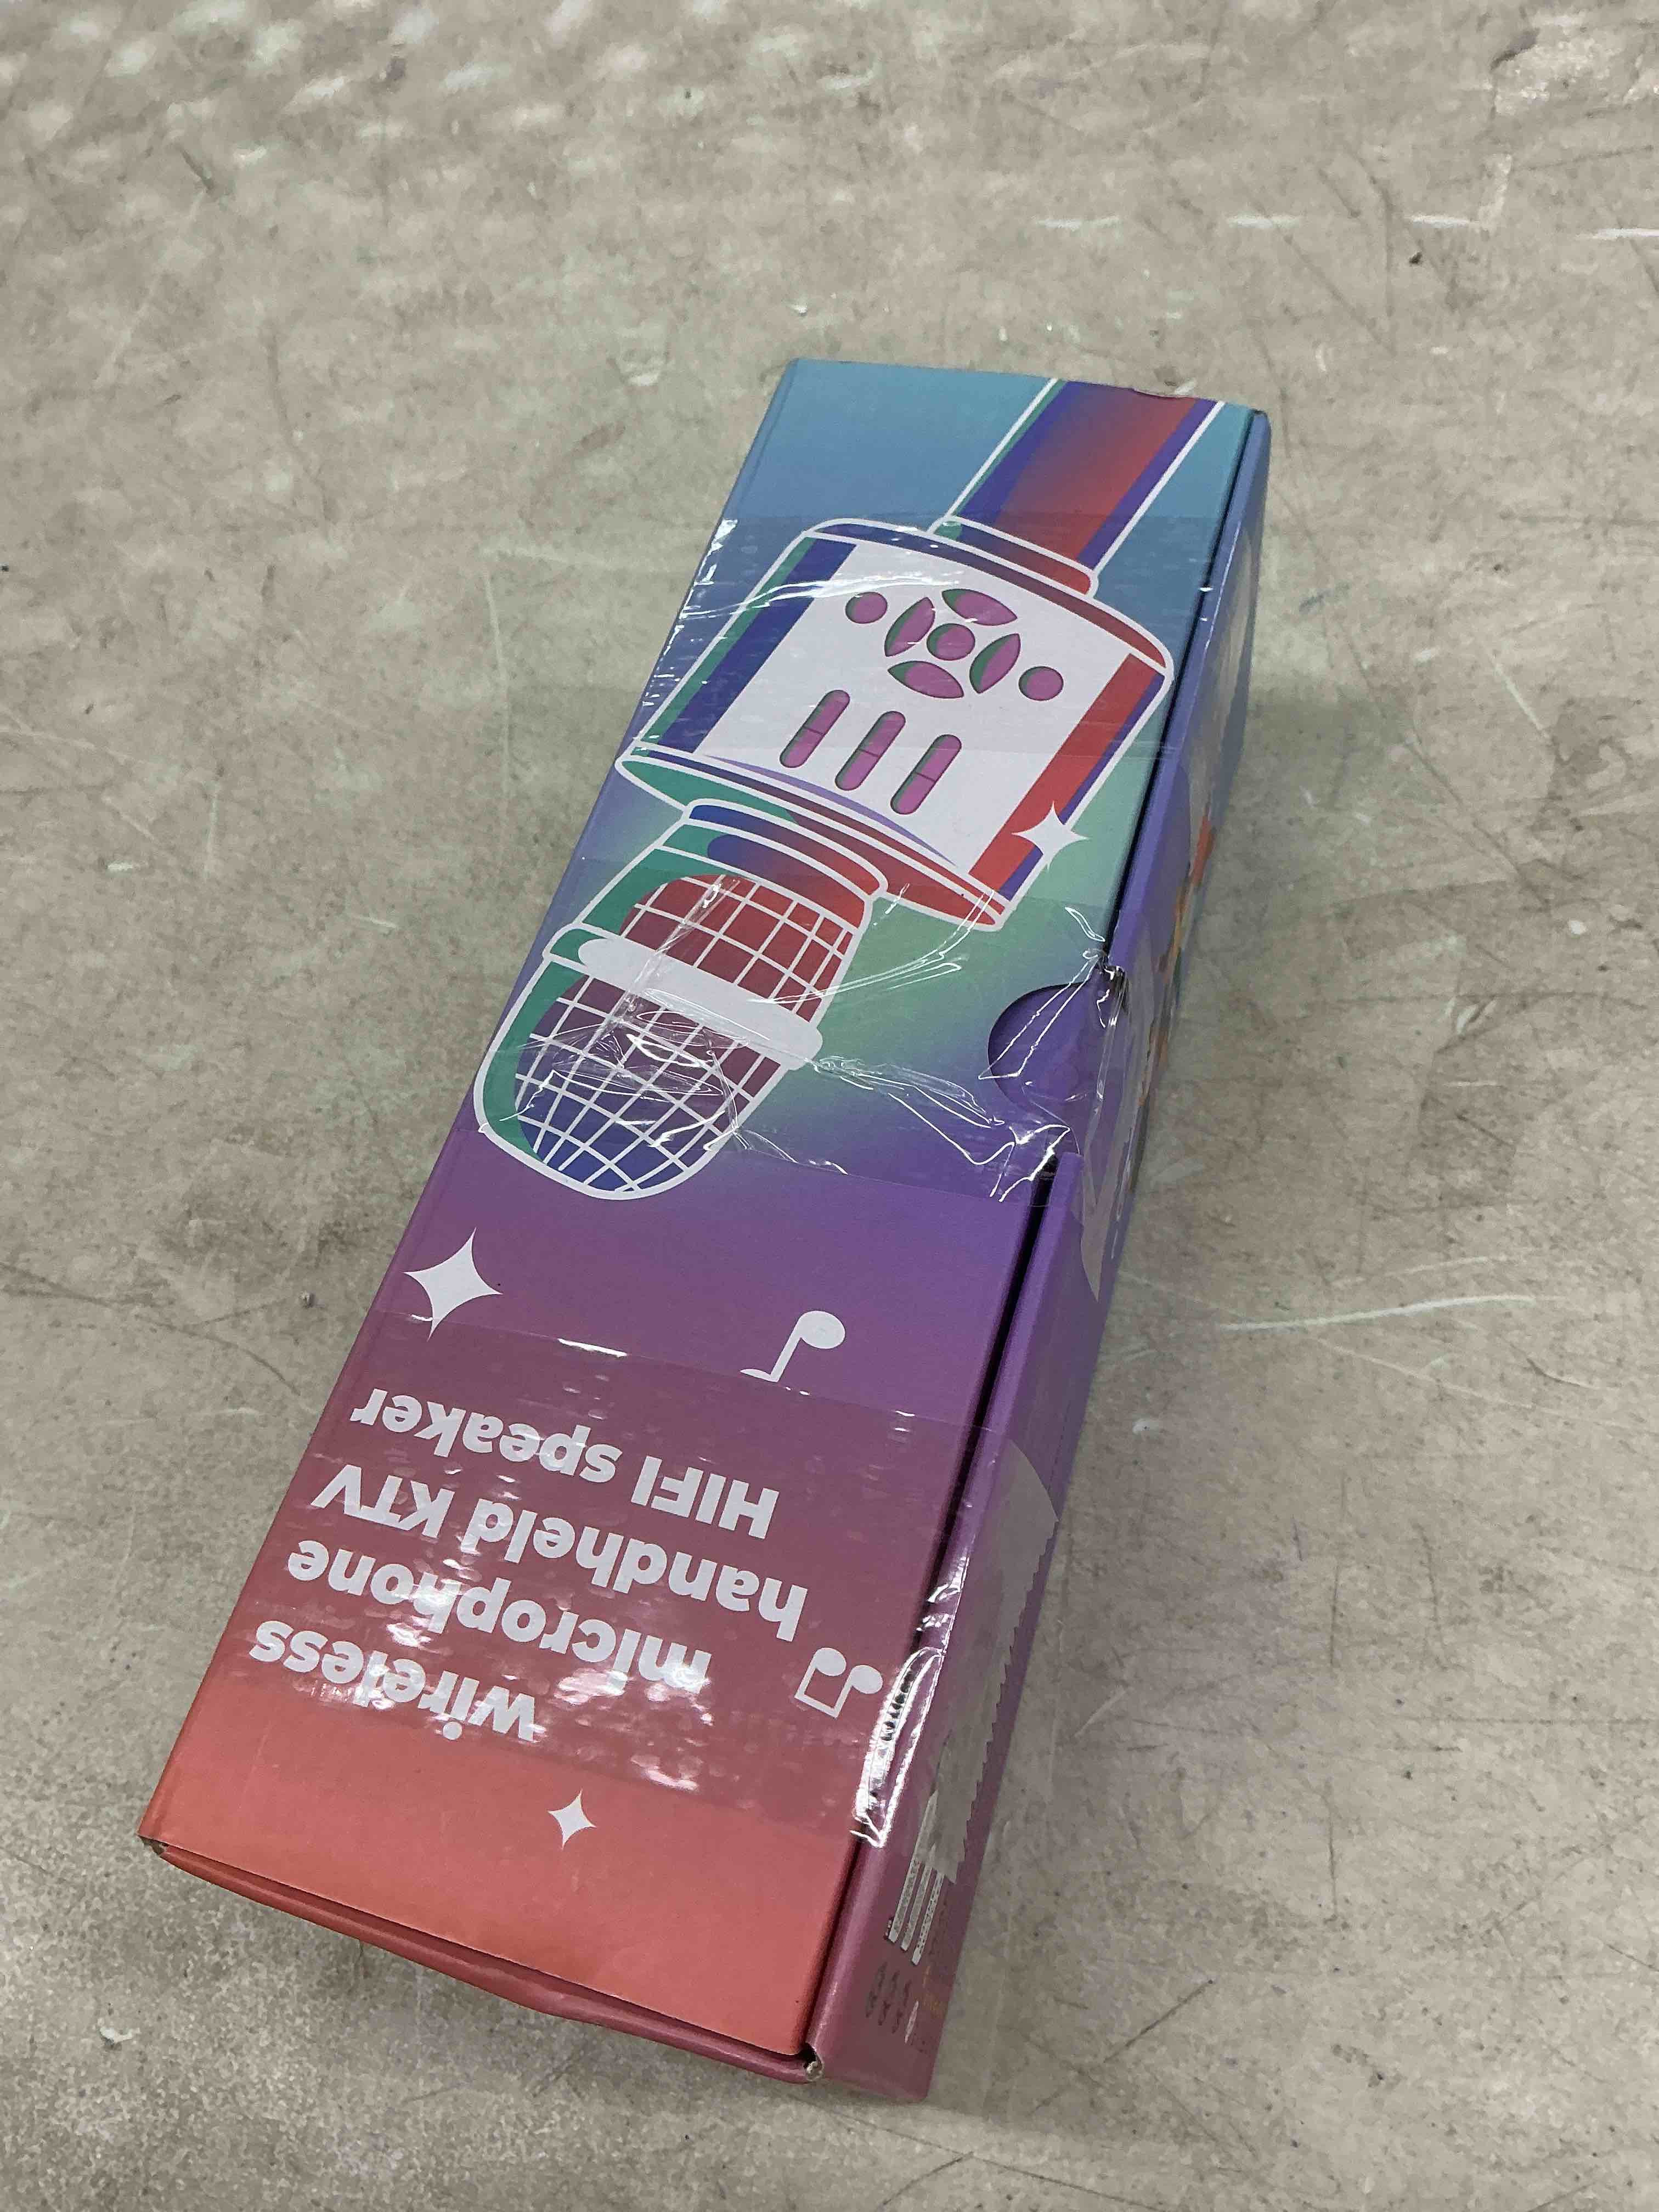 wireless
microphone
handheld KTV
HIFI speaker